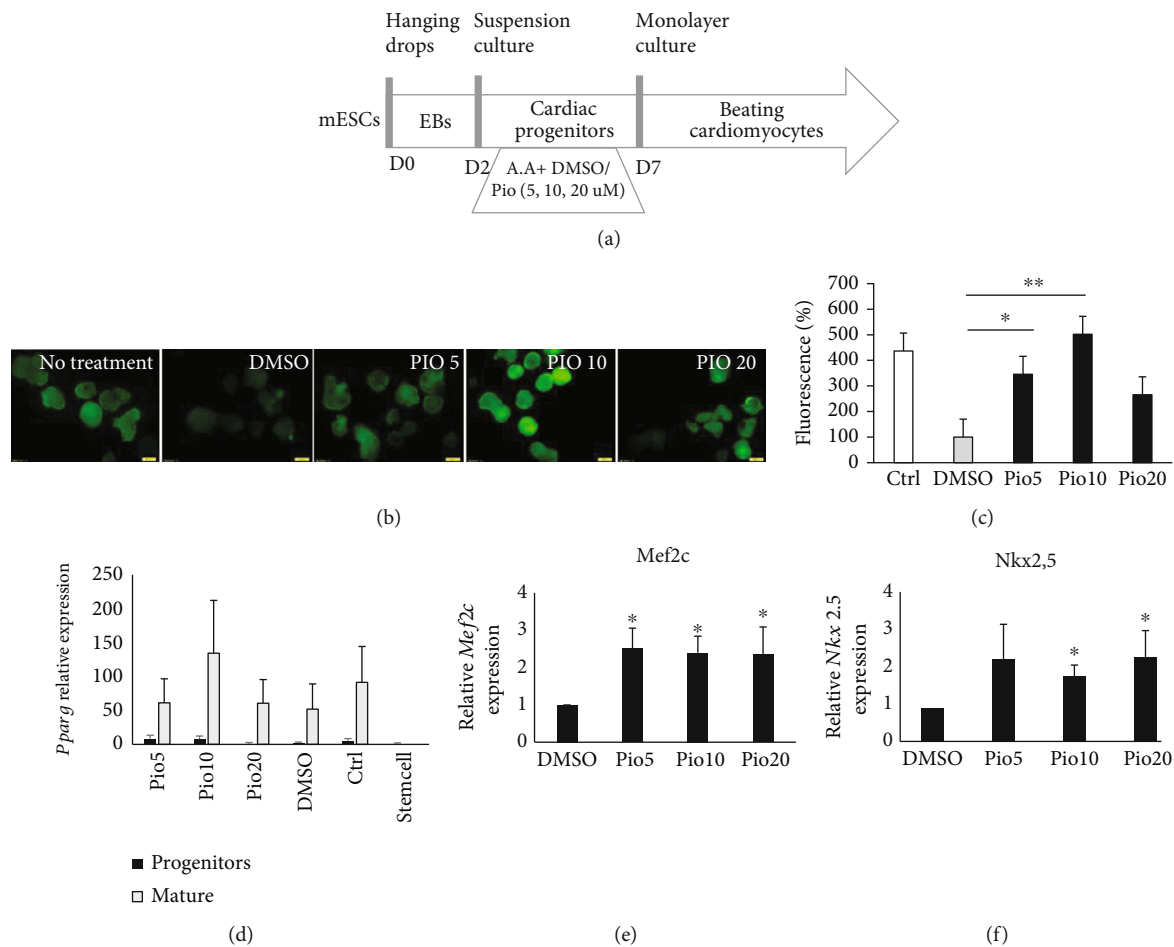 Hanging drops
Suspension culture
Monolayer culture
mESCs
EBs
Cardiac progenitors
Beating cardiomyocytes
D0
D2
A.A+ DMSO/
Pio (5, 10, 20 uM)
D7
(a)
No treatment
DMSO
PIO 5
PIO 10
PIO 20
(b)
Fluorescence (%)
700
600
500
400
300
200
100
0
*
**
Ctrl
DMSO
Pio5
Pio10
Pio20
(c)
Pparg relative expression
250
200
150
100
50
0
Pio5
Pio10
Pio20
DMSO
Ctrl
Stemcell
Progenitors
Mature
(d)
Mef2c
Relative Mef2c expression
4
3
2
1
0
*
*
*
DMSO
Pio5
Pio10
Pio20
(e)
Nkx2,5
Relative Nkx 2.5 expression
4
3
2
1
0
*
*
DMSO
Pio5
Pio10
Pio20
(f)